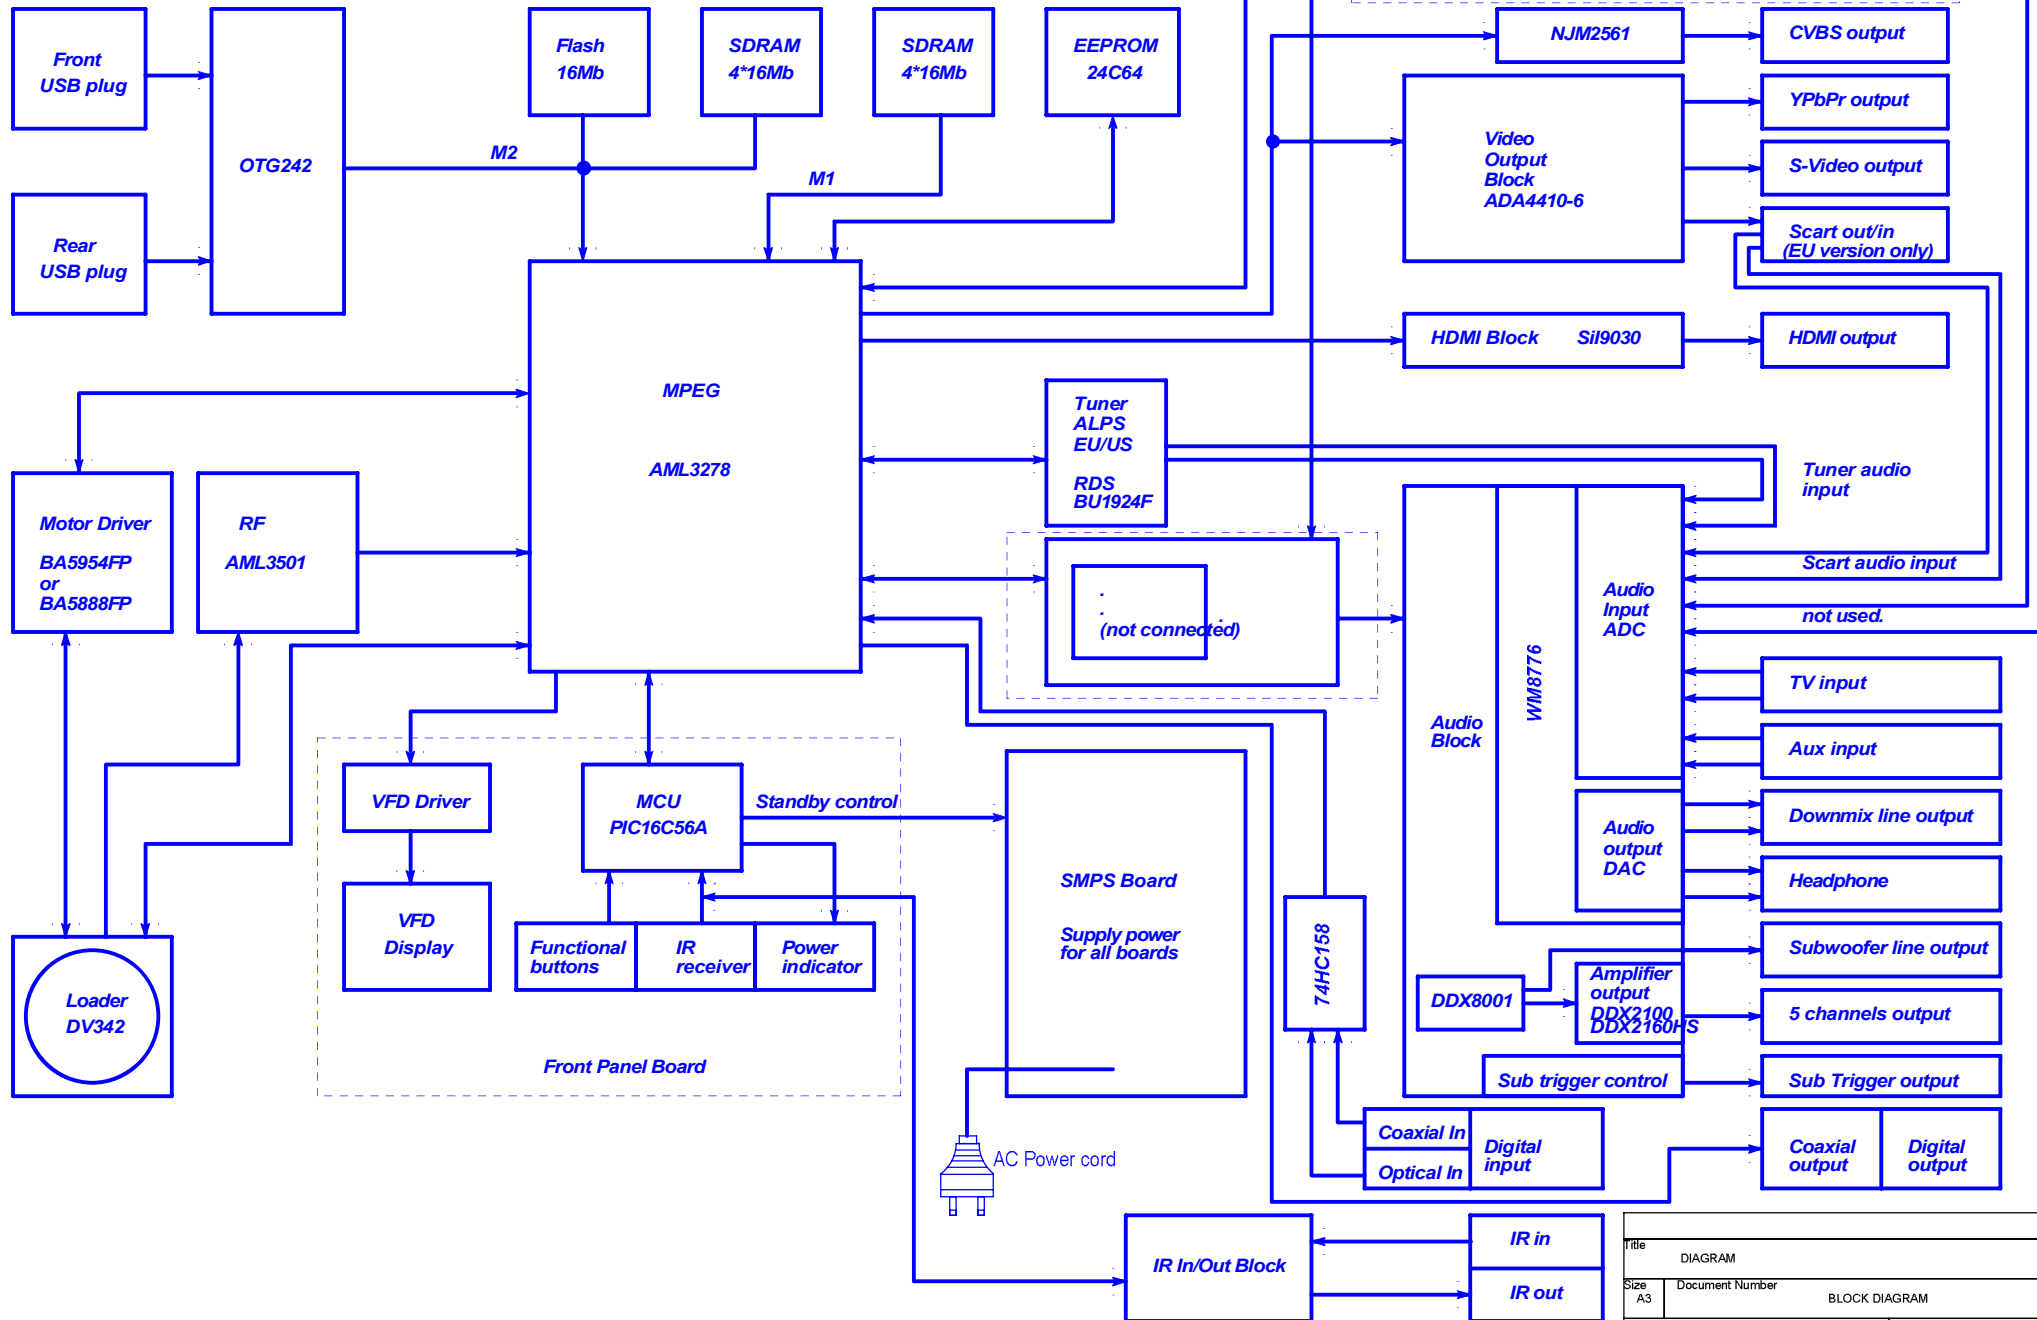 Front
USB plug
OTG242
Rear
USB plug
Flash
16Mb
SDRAM
4*16Mb
SDRAM
4*16Mb
EEPROM
24C64
M2
M1
NJM2561
CVBS output
Video
Output
Block
ADA4410-6
YPbPr output
S-Video output
Scart out/in
(EU version only)
HDMI Block SiI9030
HDMI output
MPEG
AML3278
Tuner
ALPS
EU/US
RDS
BU1924F
Tuner audio
input
Motor Driver
BA5954FP
or
BA5888FP
RF
AML3501
.
.
.
(not connected)
Audio
Block
WM8776
Audio
Input
ADC
Scart audio input
not used.
TV input
Aux input
Audio
output
DAC
Downmix line output
Headphone
Subwoofer line output
DDX8001
Amplifier
output
DDX2100
DDX2160HS
5 channels output
Sub trigger control
Sub Trigger output
VFD Driver
VFD
Display
MCU
PIC16C56A
Standby control
Functional
buttons
IR
receiver
Power
indicator
Front Panel Board
Loader
DV342
SMPS Board
Supply power
for all boards
74HC158
AC Power cord
Coaxial In
Optical In
Digital
input
Coaxial
output
Digital
output
IR In/Out Block
IR in
IR out
Title
DIAGRAM
Size
A3
Document Number
BLOCK DIAGRAM